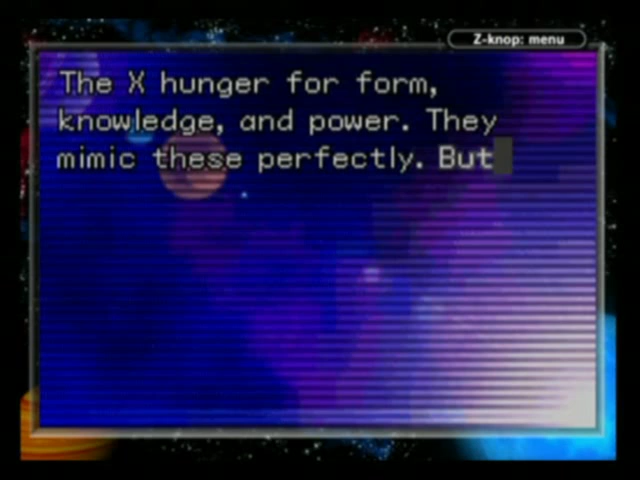 Z-knop: menu
The X hunger for form,
knowledge, and power. They
mimic these perfectly. But